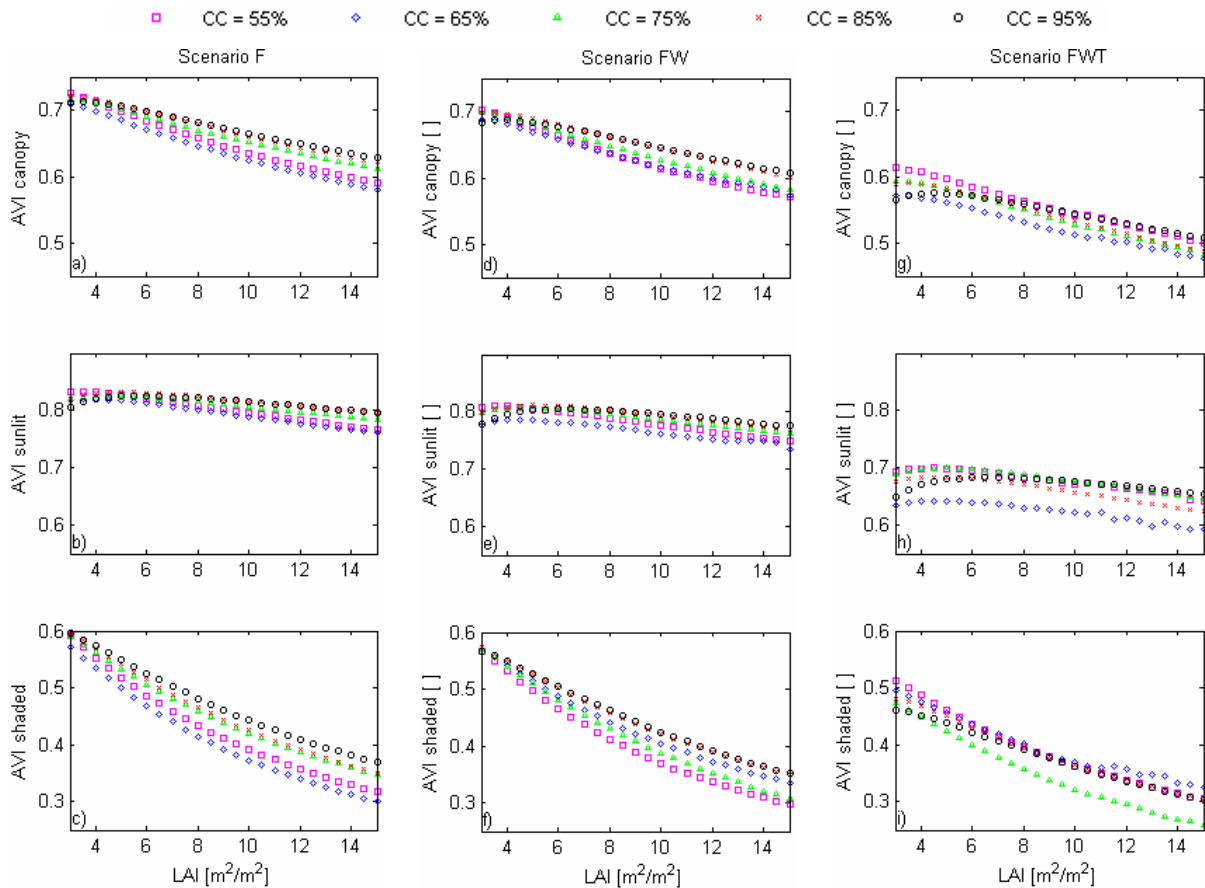 CC = 55% CC = 65% CC = 75% CC = 85% CC = 95%
Scenario F Scenario FW Scenario FWT
AVI canopy
0.7
0.6
0.5
a)
4 6 8 10 12 14
AVI canopy [ ]
0.7
0.6
0.5
d)
4 6 8 10 12 14
AVI canopy [ ]
0.7
0.6
0.5
g)
4 6 8 10 12 14
AVI sunlit
0.8
0.7
0.6
b)
4 6 8 10 12 14
AVI sunlit [ ]
0.8
0.7
0.6
e)
4 6 8 10 12 14
AVI sunlit [ ]
0.8
0.7
0.6
h)
4 6 8 10 12 14
AVI shaded
0.6
0.5
0.4
0.3
c)
4 6 8 10 12 14
LAI [m²/m²]
AVI shaded [ ]
0.6
0.5
0.4
0.3
f)
4 6 8 10 12 14
LAI [m²/m²]
AVI shaded [ ]
0.6
0.5
0.4
0.3
i)
4 6 8 10 12 14
LAI [m²/m²]